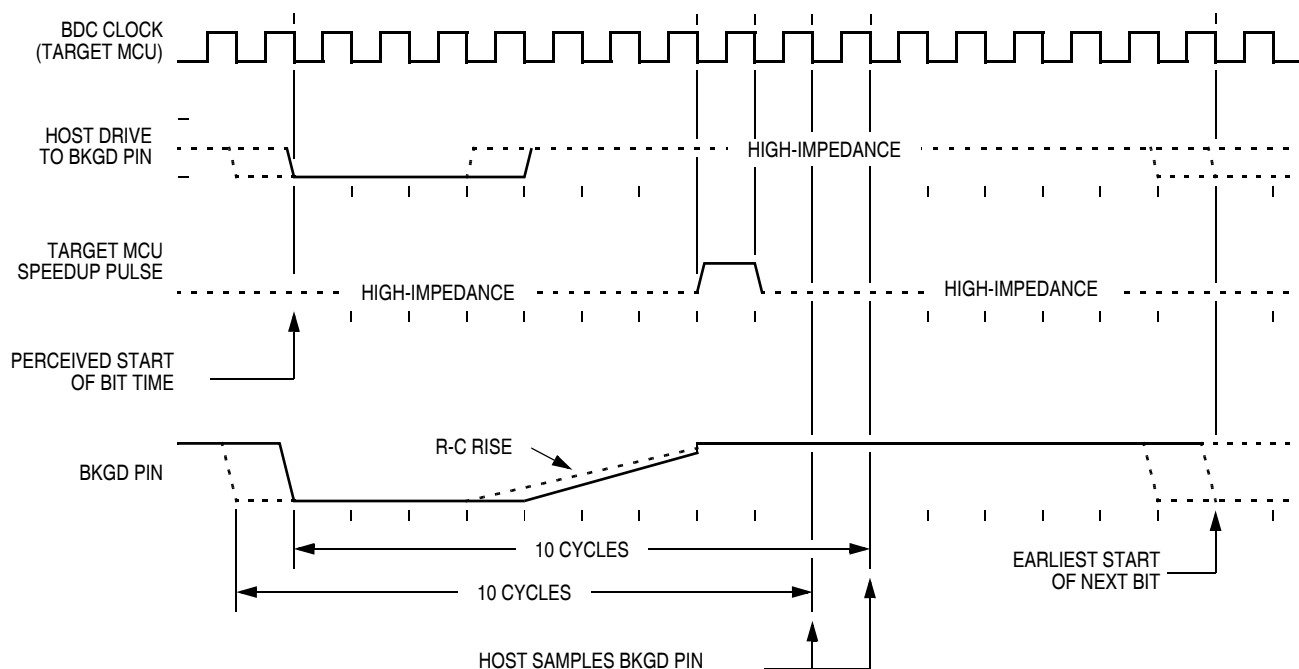 BDC CLOCK
(TARGET MCU)
HOST DRIVE
TO BKGD PIN
HIGH-IMPEDANCE
TARGET MCU
SPEEDUP PULSE
HIGH-IMPEDANCE
HIGH-IMPEDANCE
PERCEIVED START
OF BIT TIME
R-C RISE
BKGD PIN
10 CYCLES
EARLIEST START
OF NEXT BIT
10 CYCLES
HOST SAMPLES BKGD PIN